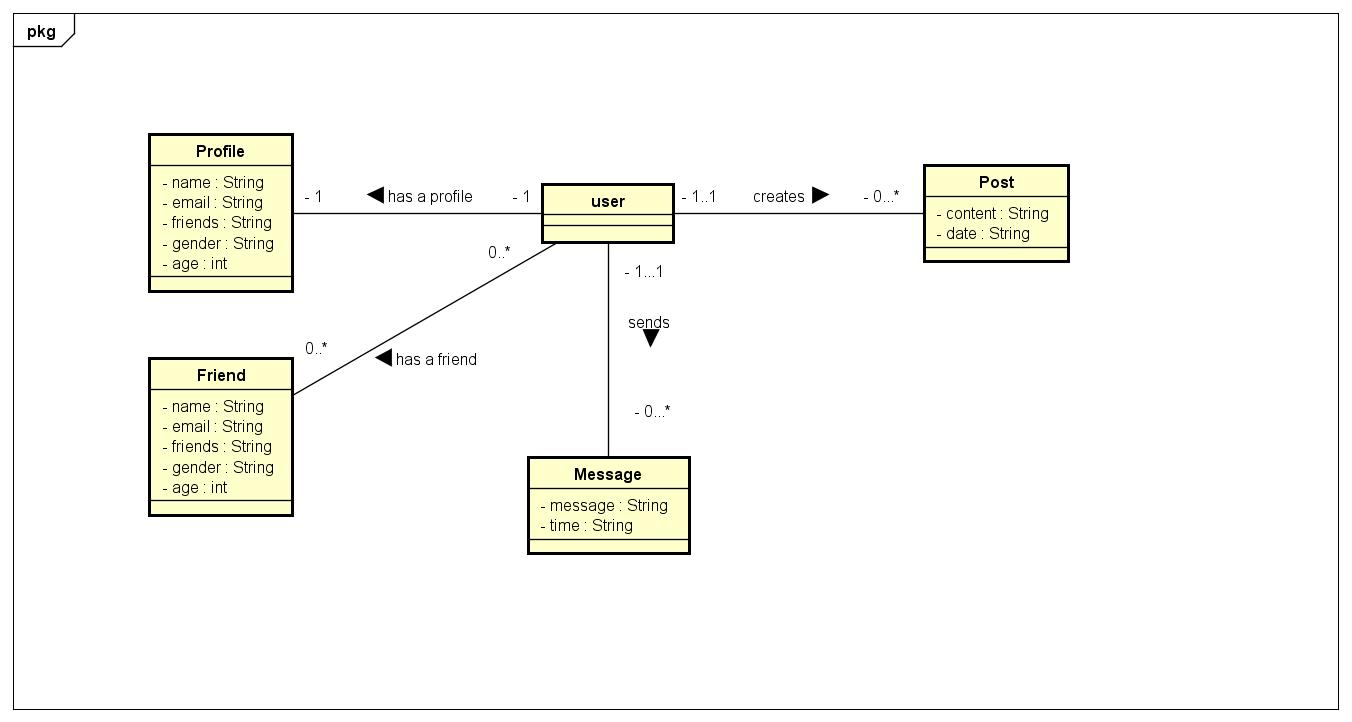 pkg
Profile
- name : String
- email : String
- friends : String
- gender : String
- age : int
- 1
has a profile
- 1
user
- 1..1
creates
- 0...*
Post
- content : String
- date : String
0..*
- 1...1
sends
0..*
has a friend
Friend
- name : String
- email : String
- friends : String
- gender : String
- age : int
- 0...*
Message
- message : String
- time : String